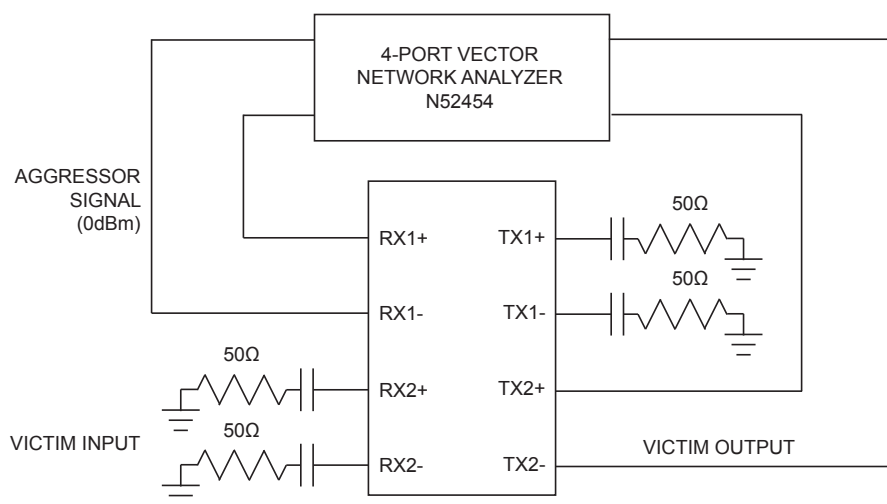 4-PORT VECTOR
NETWORK ANALYZER
N52454
AGGRESSOR
SIGNAL
(0dBm)
RX1+
TX1+
50Ω
RX1-
TX1-
50Ω
50Ω
RX2+
TX2+
VICTIM INPUT
50Ω
RX2-
TX2-
VICTIM OUTPUT